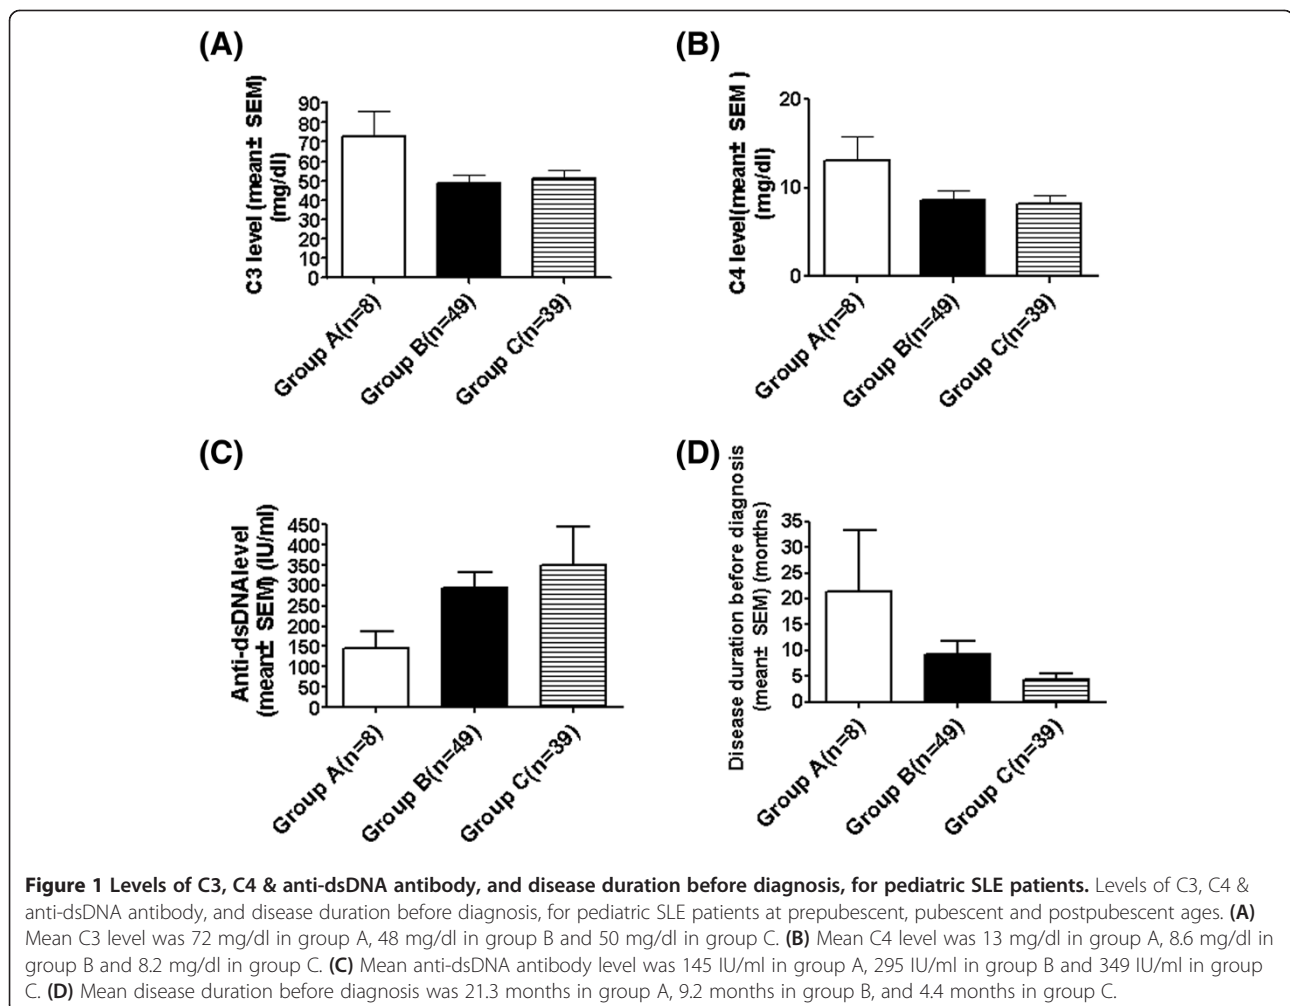 (A)
C3 level (mean± SEM)
(mg/dl)
90
80
70
60
50
40
30
20
10
0
Group A(n=8)
Group B(n=49)
Group C(n=39)
(B)
C4 level(mean± SEM )
(mg/dl)
20
10
0
Group A(n=8)
Group B(n=49)
Group C(n=39)
(C)
Anti-dsDNAlevel
(mean± SEM) (IU/ml)
450
400
350
300
250
200
150
100
50
0
Group A(n=8)
Group B(n=49)
Group C(n=39)
(D)
Disease duration before diagnosis
(mean± SEM) (months)
35
30
25
20
15
10
5
0
Group A(n=8)
Group B(n=49)
Group C(n=39)
Figure 1 Levels of C3, C4 & anti-dsDNA antibody, and disease duration before diagnosis, for pediatric SLE patients. Levels of C3, C4 &
anti-dsDNA antibody, and disease duration before diagnosis, for pediatric SLE patients at prepubescent, pubescent and postpubescent ages. (A)
Mean C3 level was 72 mg/dl in group A, 48 mg/dl in group B and 50 mg/dl in group C. (B) Mean C4 level was 13 mg/dl in group A, 8.6 mg/dl in
group B and 8.2 mg/dl in group C. (C) Mean anti-dsDNA antibody level was 145 IU/ml in group A, 295 IU/ml in group B and 349 IU/ml in group
C. (D) Mean disease duration before diagnosis was 21.3 months in group A, 9.2 months in group B, and 4.4 months in group C.